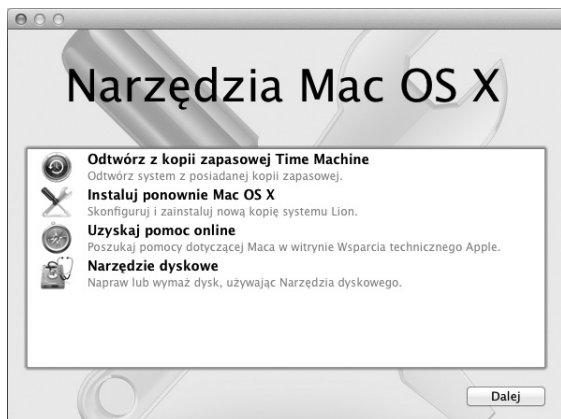 Narzędzia Mac OS X
Odtwórz z kopii zapasowej Time Machine
Odtwórz system z posiadanej kopii zapasowej.
Instaluj ponownie Mac OS X
Skonfiguruj i zainstaluj nową kopię systemu Lion.
Uzyskaj pomoc online
Poszukaj pomocy dotyczącej Maca w witrynie Wsparcia technicznego Apple.
Narzędzie dyskowe
Napraw lub wymaż dysk, używając Narzędzia dyskowego.
Dalej